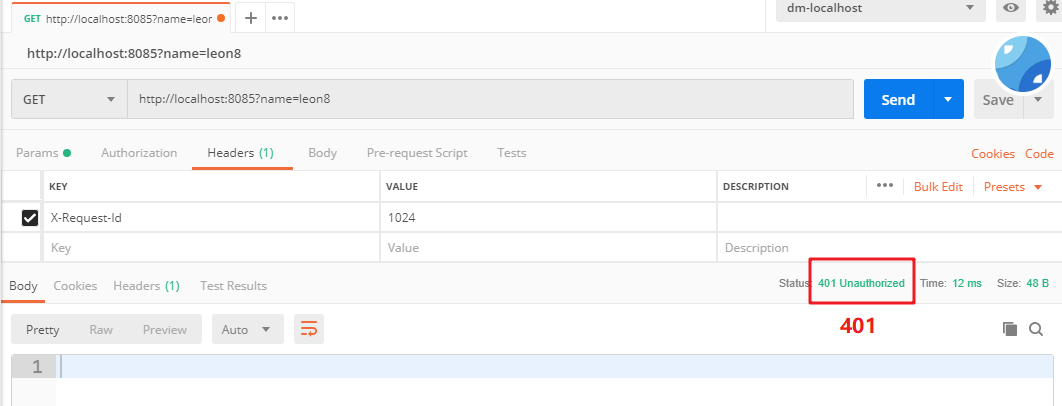 GET http://localhost:8085?name=leor
+ •••
dm-localhost
http://localhost:8085?name=leon8
GET http://localhost:8085?name=leon8 Send Save
Params Authorization Headers (1) Body Pre-request Script Tests Cookies Code
KEY VALUE DESCRIPTION ••• Bulk Edit Presets
X-Request-Id 1024
Key Value Description
Body Cookies Headers (1) Test Results Status: 401 Unauthorized Time: 12 ms Size: 48 B
401
Pretty Raw Preview Auto
1